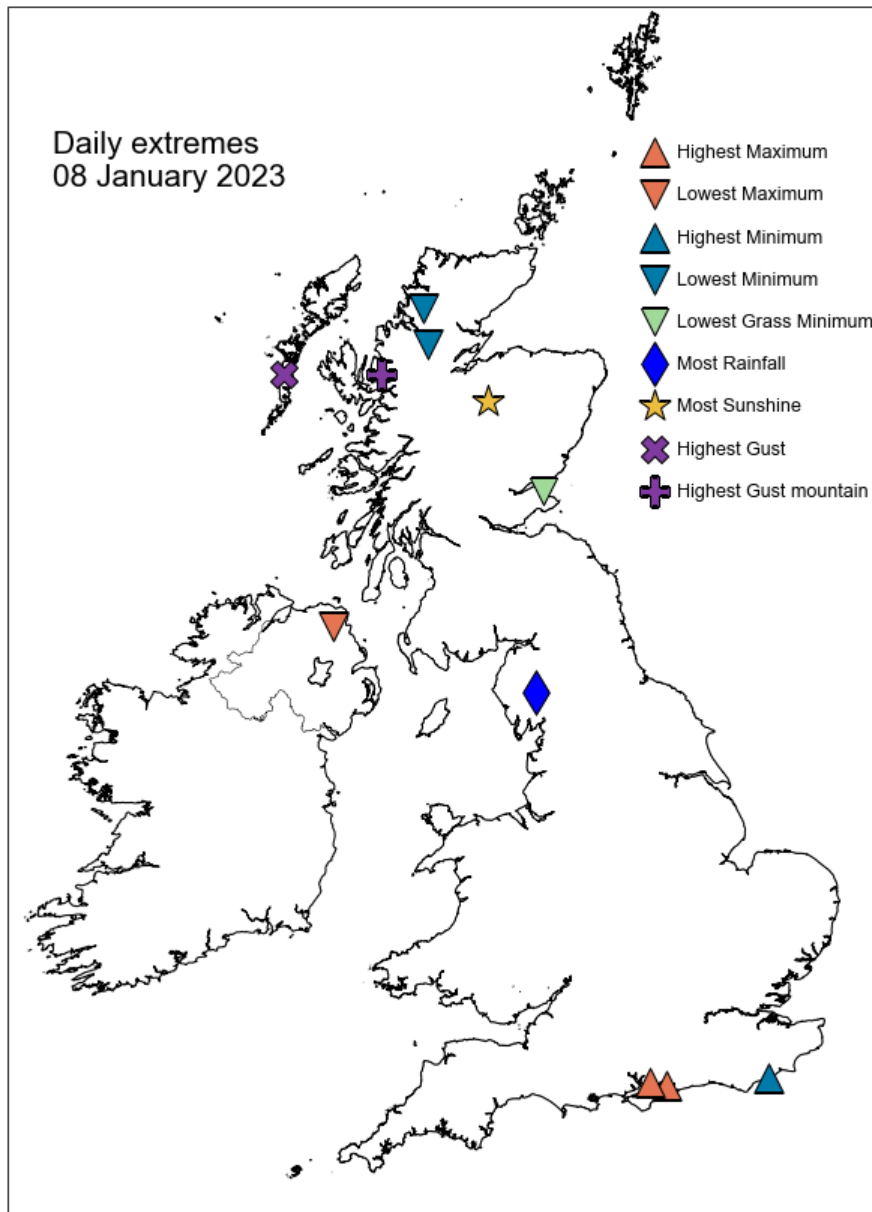 Daily extremes
08 January 2023
Highest Maximum
Lowest Maximum
Highest Minimum
Lowest Minimum
Lowest Grass Minimum
Most Rainfall
Most Sunshine
Highest Gust
Highest Gust mountain